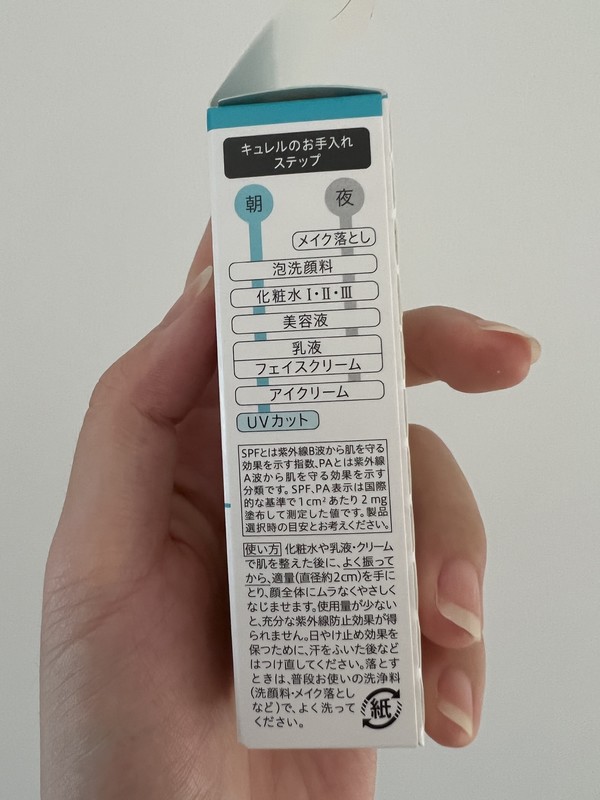 キュレルのお手入れ
ステップ
朝
夜
メイク落とし
泡洗顔料
化粧水Ⅰ・Ⅱ・Ⅲ
美容液
乳液
フェイスクリーム
アイクリーム
UVカット
SPFとは紫外線B波から肌を守る
効果を示す指数、PAとは紫外線
A波から肌を守る効果を示す
分類です。SPF、PA表示は国際
的な基準で1cm²あたり2mg
塗布して測定した値です。製品
選択時の目安とお考えください。
使い方 化粧水や乳液・クリーム
で肌を整えた後に、よく振って
から、適量(直径約2cm)を手に
とり、顔全体にムラなくやさしく
なじませます。使用量が少ない
と、充分な紫外線防止効果が得
られません。日やけ止め効果を
保つために、汗をふいた後など
はつけ直してください。落とす
ときは、普段お使いの洗浄料
(洗顔料・メイク落とし
など)で、よく洗って
ください。
紙